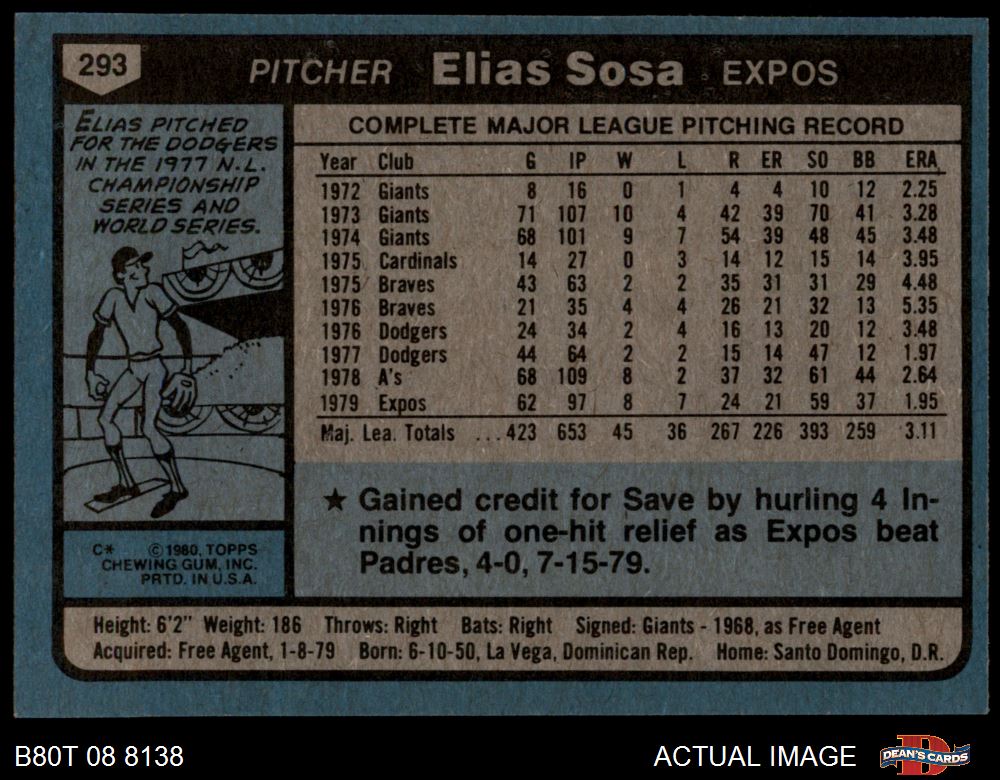 293 PITCHER Elias Sosa EXPOS
ELIAS PITCHED
FOR THE DODGERS
IN THE 1977 N.L.
CHAMPIONSHIP
SERIES AND
WORLD SERIES.
C* © 1980, TOPPS
CHEWING GUM, INC.
PRTD. IN U.S.A.
COMPLETE MAJOR LEAGUE PITCHING RECORD
Year Club G IP W L R ER SO BB ERA
1972 Giants 8 16 0 1 4 4 10 12 2.25
1973 Giants 71 107 10 4 42 39 70 41 3.28
1974 Giants 68 101 9 7 54 39 48 45 3.48
1975 Cardinals 14 27 0 3 14 12 15 14 3.95
1975 Braves 43 63 2 2 35 31 31 29 4.48
1976 Braves 21 35 4 4 26 21 32 13 5.35
1976 Dodgers 24 34 2 4 16 13 20 12 3.48
1977 Dodgers 44 64 2 2 15 14 47 12 1.97
1978 A's 68 109 8 2 37 32 61 44 2.64
1979 Expos 62 97 8 7 24 21 59 37 1.95
Maj. Lea. Totals ...423 653 45 36 267 226 393 259 3.11
★ Gained credit for Save by hurling 4 In-
nings of one-hit relief as Expos beat
Padres, 4-0, 7-15-79.
Height: 6'2" Weight: 186 Throws: Right Bats: Right Signed: Giants - 1968, as Free Agent
Acquired: Free Agent, 1-8-79 Born: 6-10-50, La Vega, Dominican Rep. Home: Santo Domingo, D.R.
B80T 08 8138 ACTUAL IMAGE DEAN'S CARDS